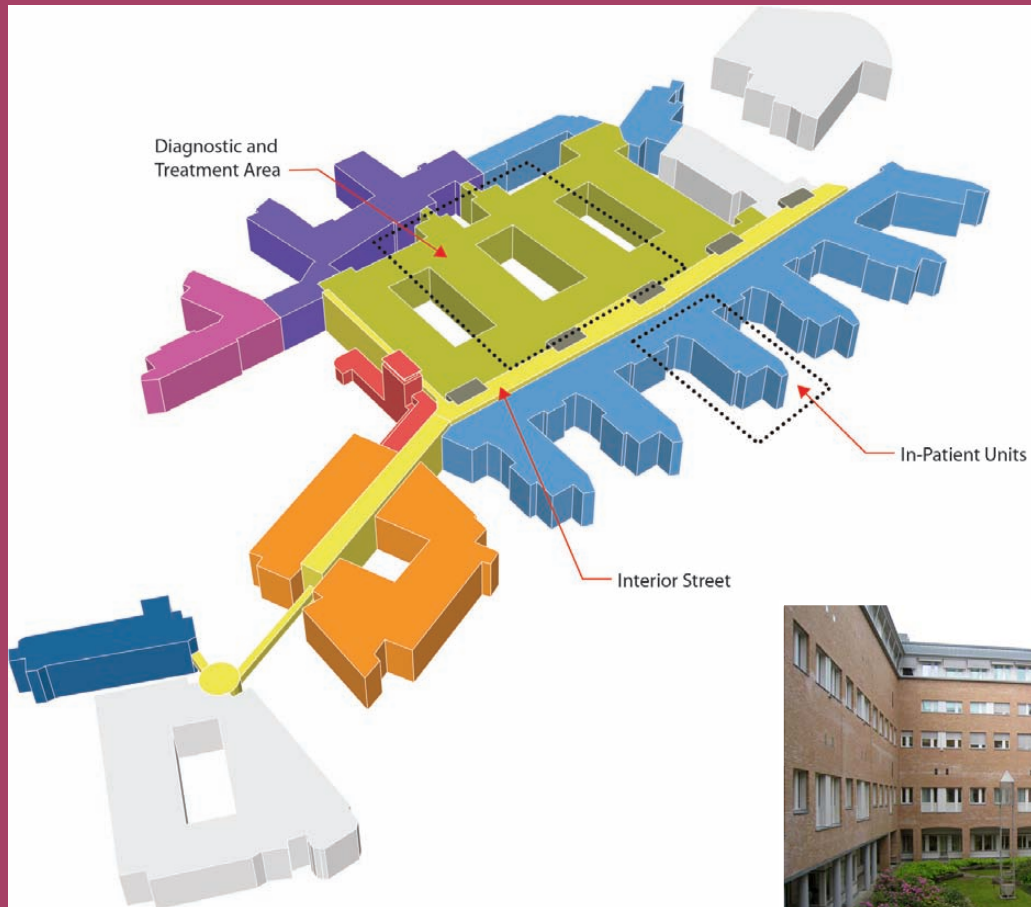 Diagnostic and
Treatment Area
In-Patient Units
Interior Street